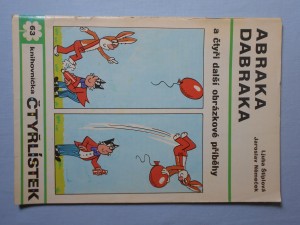 ABRAKA
DABRAKA
Ljuba Štíplová
Jaroslav Němeček
a čtyři další obrázkové příběhy
63
knihovnička
ČTYŘLÍSTEK